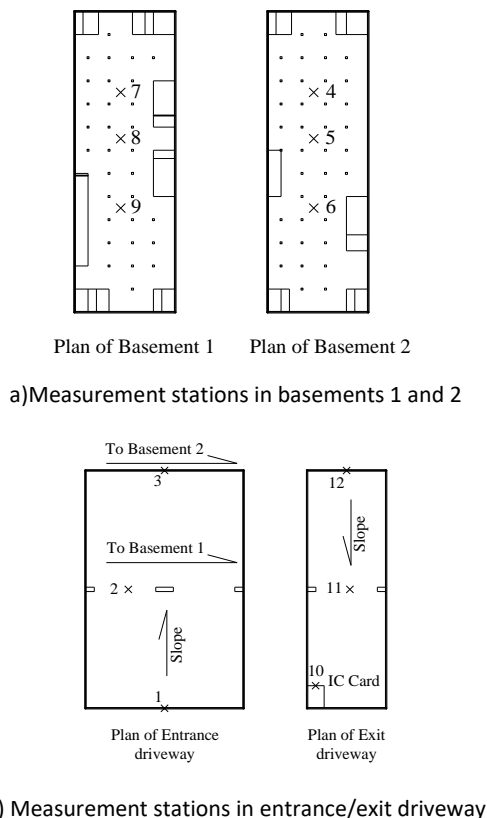 ×7
×8
×9
×4
×5
×6
Plan of Basement 1
Plan of Basement 2
a)Measurement stations in basements 1 and 2
To Basement 2
3
To Basement 1
2 ×
Slope
1
Plan of Entrance
driveway
12
Slope
11 ×
10
IC Card
Plan of Exit
driveway
) Measurement stations in entrance/exit driveway